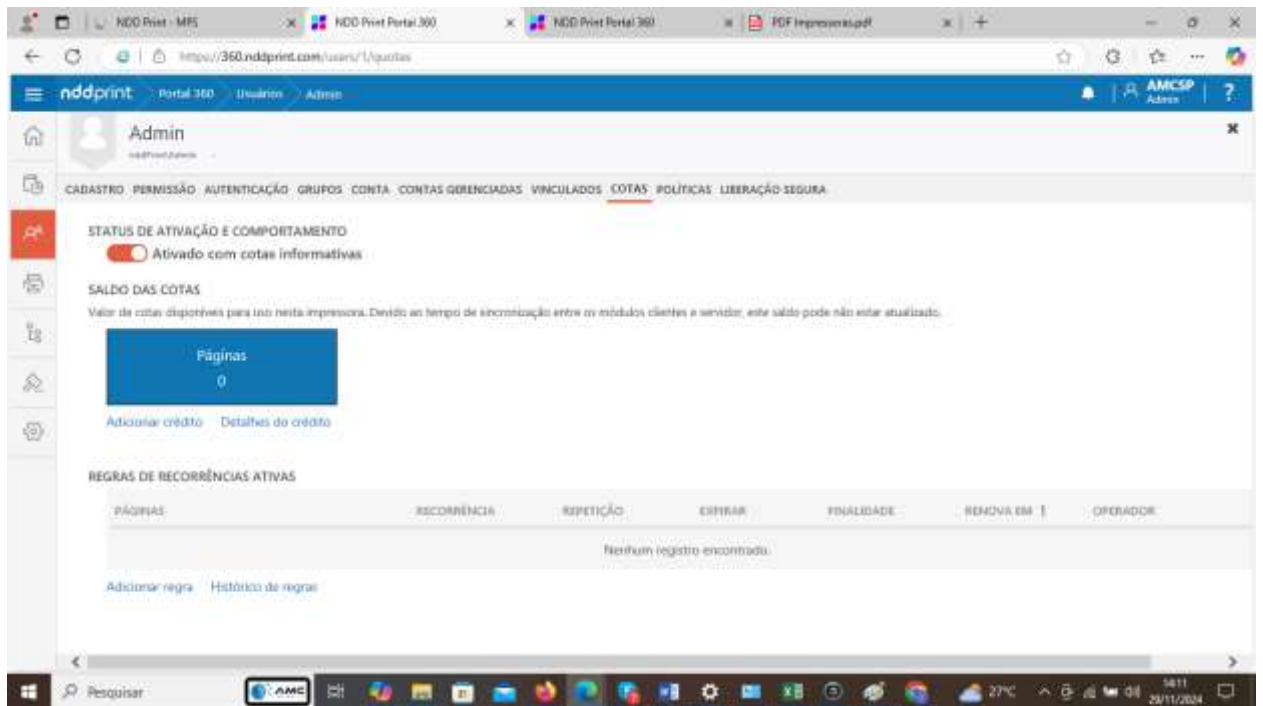 NDD Print - MPS
NDD Print Portal 360
NDD Print Portal 360
PDF Impressoras.pdf
https://360.nddprint.com/users/1/quotas
nddprint Portal 360 Usuários Admin
AMCSP
Admin
?
Admin
CADASTRO PERMISSÃO AUTENTICAÇÃO GRUPOS CONTA CONTAS GERENCIADAS VINCULADOS COTAS POLÍTICAS LIBERAÇÃO SEGURA
STATUS DE ATIVAÇÃO E COMPORTAMENTO
Ativado com cotas informativas
SALDO DAS COTAS
Valor de cotas disponíveis para uso nesta impressora. Devido ao tempo de sincronização entre os módulos clientes e servidor, este saldo pode não estar atualizado.
Páginas
0
Adicionar crédito Detalhes do crédito
REGRAS DE RECORRÊNCIAS ATIVAS
PÁGINAS RECORRÊNCIA REPETIÇÃO EXPIRAR FINALIDADE RENOVA EM OPERADOR
Nenhum registro encontrado.
Adicionar regra Histórico de regras
Pesquisar
AMC
27°C
14:11
29/11/2024